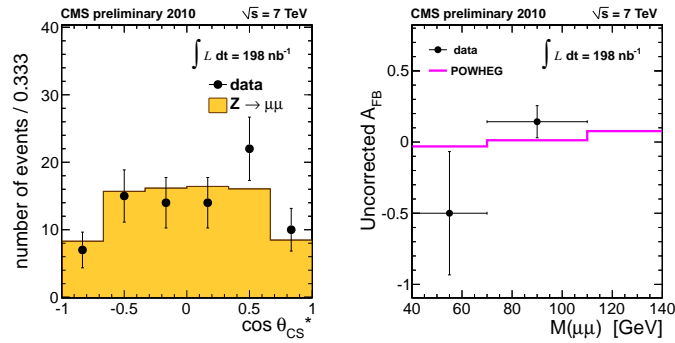 CMS preliminary 2010 √s = 7 TeV
∫ L dt = 198 nb⁻¹
data
Z → μμ
number of events / 0.333
40
30
20
10
0
-1 -0.5 0 0.5 1
cos θCS*
CMS preliminary 2010 √s = 7 TeV
data ∫ L dt = 198 nb⁻¹
POWHEG
Uncorrected AFB
0.5
0
-0.5
-1
40 60 80 100 120 140
M(μμ) [GeV]